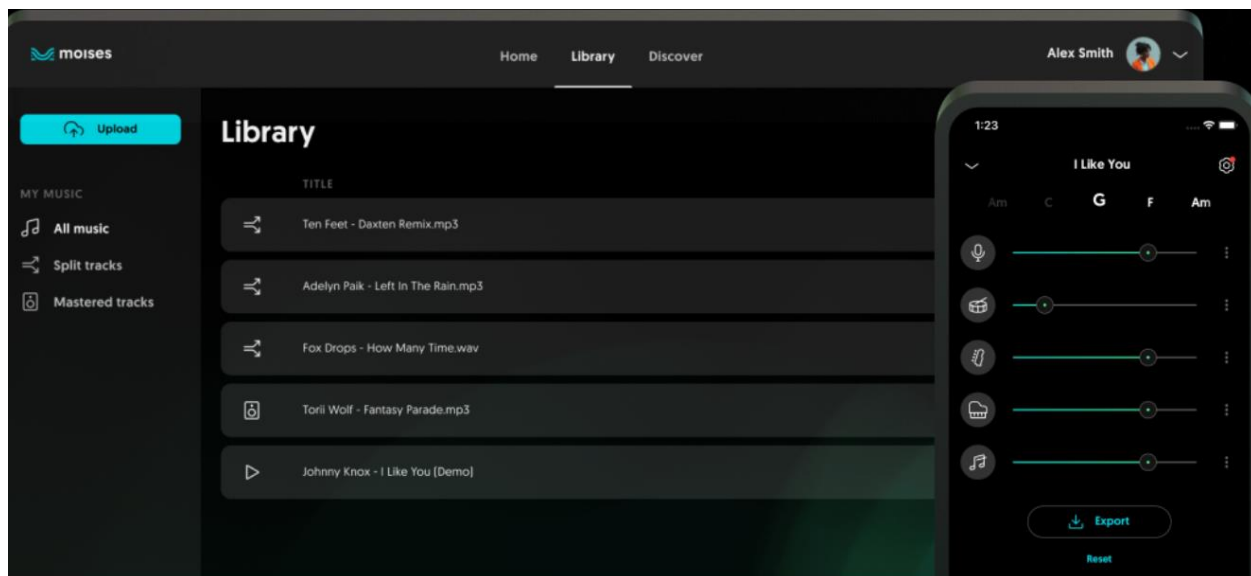 moises
Home Library Discover
Alex Smith
Upload
MY MUSIC
All music
Split tracks
Mastered tracks
Library
TITLE
Ten Feet - Daxten Remix.mp3
Adelyn Paik - Left In The Rain.mp3
Fox Drops - How Many Time.wav
Torii Wolf - Fantasy Parade.mp3
Johnny Knox - I Like You (Demo)
1:23
I Like You
Am C G F Am
Export
Reset